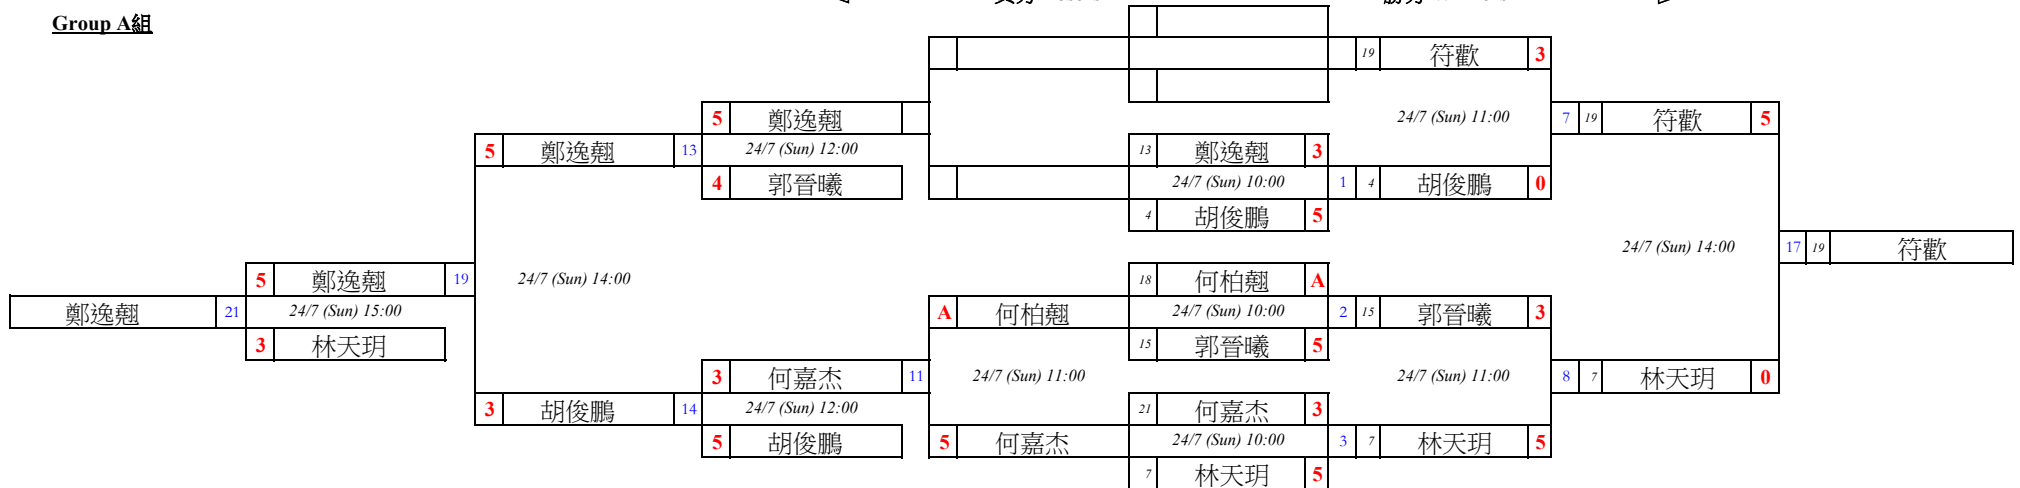 Group A組
19 符歡 3
5 鄭逸翹
24/7 (Sun) 11:00
7 19 符歡 5
5 鄭逸翹 13
24/7 (Sun) 12:00
13 鄭逸翹 3
4 郭晉曦
24/7 (Sun) 10:00
1 4 胡俊鵬 0
4 胡俊鵬 5
24/7 (Sun) 14:00
17 19 符歡
5 鄭逸翹 19
24/7 (Sun) 14:00
18 何柏翹 A
鄭逸翹 21
24/7 (Sun) 15:00
A 何柏翹
24/7 (Sun) 10:00
2 15 郭晉曦 3
3 林天玥
15 郭晉曦 5
3 何嘉杰 11
24/7 (Sun) 11:00
24/7 (Sun) 11:00
8 7 林天玥 0
3 胡俊鵬 14
24/7 (Sun) 12:00
21 何嘉杰 3
5 胡俊鵬
5 何嘉杰
24/7 (Sun) 10:00
3 7 林天玥 5
7 林天玥 5